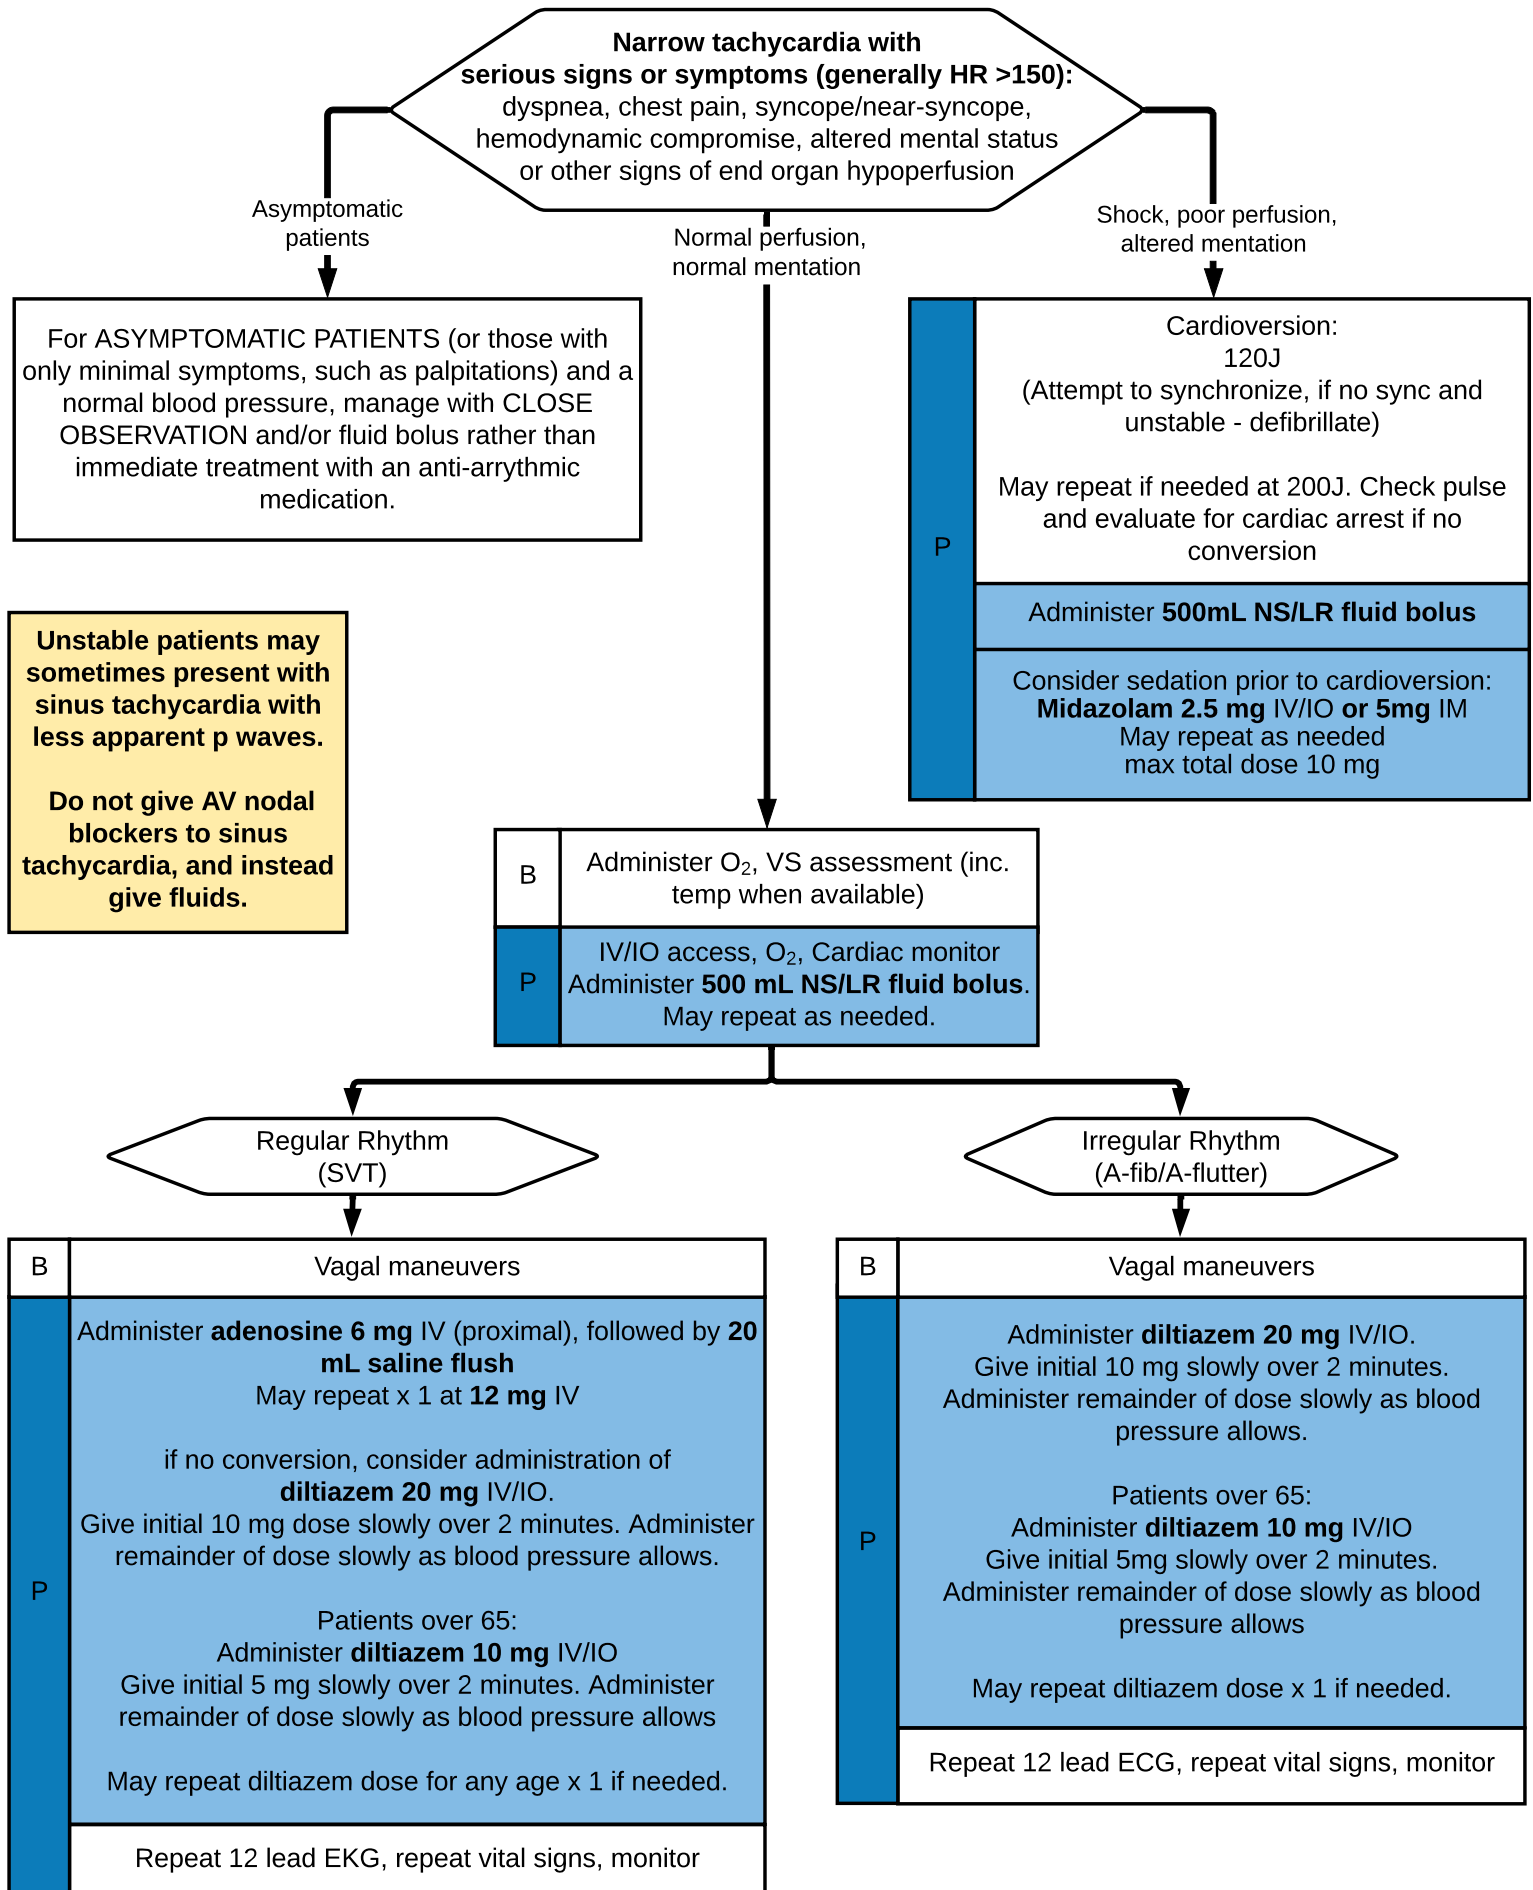 Narrow tachycardia with
serious signs or symptoms (generally HR >150):
dyspnea, chest pain, syncope/near-syncope,
hemodynamic compromise, altered mental status
or other signs of end organ hypoperfusion
Asymptomatic
patients
Normal perfusion,
normal mentation
Shock, poor perfusion,
altered mentation
For ASYMPTOMATIC PATIENTS (or those with
only minimal symptoms, such as palpitations) and a
normal blood pressure, manage with CLOSE
OBSERVATION and/or fluid bolus rather than
immediate treatment with an anti-arrythmic
medication.
P
Cardioversion:
120J
(Attempt to synchronize, if no sync and
unstable - defibrillate)
May repeat if needed at 200J. Check pulse
and evaluate for cardiac arrest if no
conversion
Administer 500mL NS/LR fluid bolus
Consider sedation prior to cardioversion:
Midazolam 2.5 mg IV/IO or 5mg IM
May repeat as needed
max total dose 10 mg
Unstable patients may
sometimes present with
sinus tachycardia with
less apparent p waves.
Do not give AV nodal
blockers to sinus
tachycardia, and instead
give fluids.
B
Administer O₂, VS assessment (inc.
temp when available)
P
IV/IO access, O₂, Cardiac monitor
Administer 500 mL NS/LR fluid bolus.
May repeat as needed.
Regular Rhythm
(SVT)
B
Vagal maneuvers
P
Administer adenosine 6 mg IV (proximal), followed by 20
mL saline flush
May repeat x 1 at 12 mg IV
if no conversion, consider administration of
diltiazem 20 mg IV/IO.
Give initial 10 mg dose slowly over 2 minutes. Administer
remainder of dose slowly as blood pressure allows.
Patients over 65:
Administer diltiazem 10 mg IV/IO
Give initial 5 mg slowly over 2 minutes. Administer
remainder of dose slowly as blood pressure allows
May repeat diltiazem dose for any age x 1 if needed.
Repeat 12 lead EKG, repeat vital signs, monitor
Irregular Rhythm
(A-fib/A-flutter)
B
Vagal maneuvers
P
Administer diltiazem 20 mg IV/IO.
Give initial 10 mg slowly over 2 minutes.
Administer remainder of dose slowly as blood
pressure allows.
Patients over 65:
Administer diltiazem 10 mg IV/IO
Give initial 5mg slowly over 2 minutes.
Administer remainder of dose slowly as blood
pressure allows
May repeat diltiazem dose x 1 if needed.
Repeat 12 lead ECG, repeat vital signs, monitor